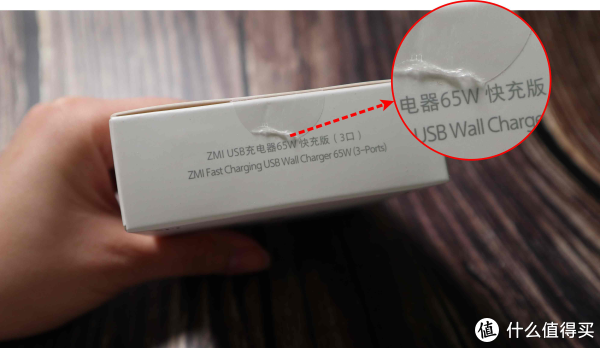 ZMI USB充电器65W 快充版（3口）
ZMI Fast Charging USB Wall Charger 65W (3-Ports)
电器65W 快充版
USB Wall Charge
值 什么值得买